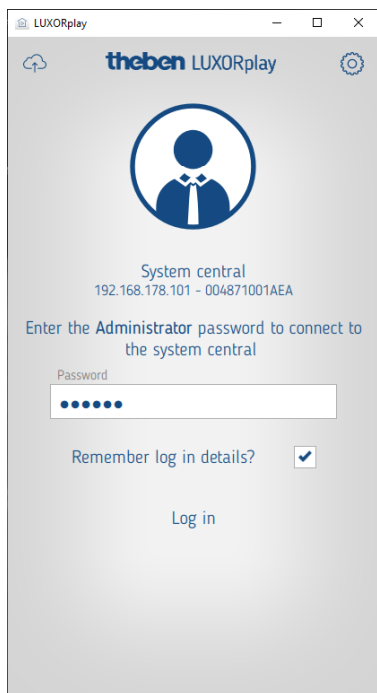 LUXORplay
theben LUXORplay
System central
192.168.178.101 - 004871001AEA
Enter the Administrator password to connect to
the system central
Password
●●●●●●
Remember log in details?
Log in